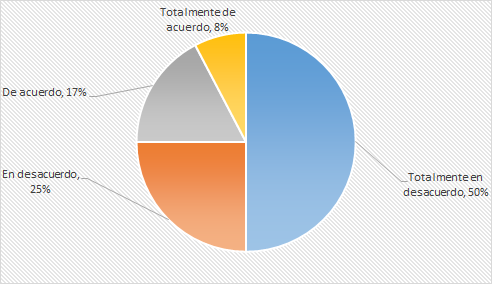 Totalmente de
acuerdo, 8%
De acuerdo, 17%
En desacuerdo,
25%
Totalmente en
desacuerdo, 50%